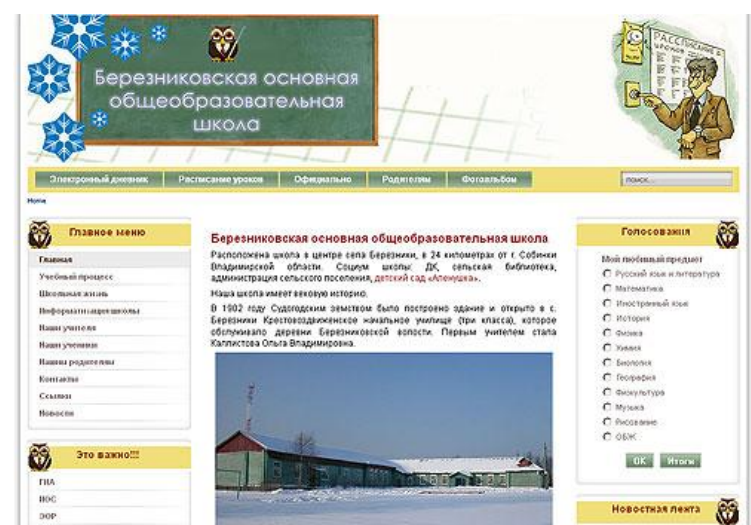 Березниковская основная
общеобразовательная
школа
РАССПИСАНИЕ
УРОКОВ
Электронный дневник
Расписание уроков
Официально
Родителям
Фотоальбом
поиск...
Home
Главное меню
Главная
Учебный процесс
Школьная жизнь
Информатизация школы
Наши учителя
Наши ученики
Контакты
Ссылки
Новости
Это важно!!!
ГИА
НОС
ЭОР
Березниковская основная общеобразовательная школа
Расположена школа в центре села Березники, в 24 километрах от г. Собинки
Владимирской области. Социум школы: ДК, сельская библиотека,
администрация сельского поселения, детский сад «Аленушка».
Наша школа имеет вековую историю.
В 1902 году Судогодским земством было построено здание и открыто в с.
Березники Крестовоздвиженское начальное училище (три класса), которое
обслуживало деревни Березниковской волости. Первым учителем стала
Каллистова Ольга Владимировна.
Голосования
Мой любимый предмет
Русский язык и литература
Математика
Иностранный язык
История
Физика
Химия
Биология
География
Физкультура
Музыка
Рисование
ОБЖ
ОК Итоги
Новостная лента